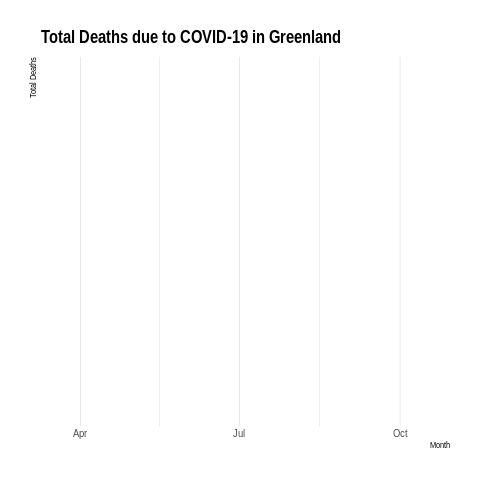 Total Deaths due to COVID-19 in Greenland
Total Deaths
Apr Jul Oct
Month